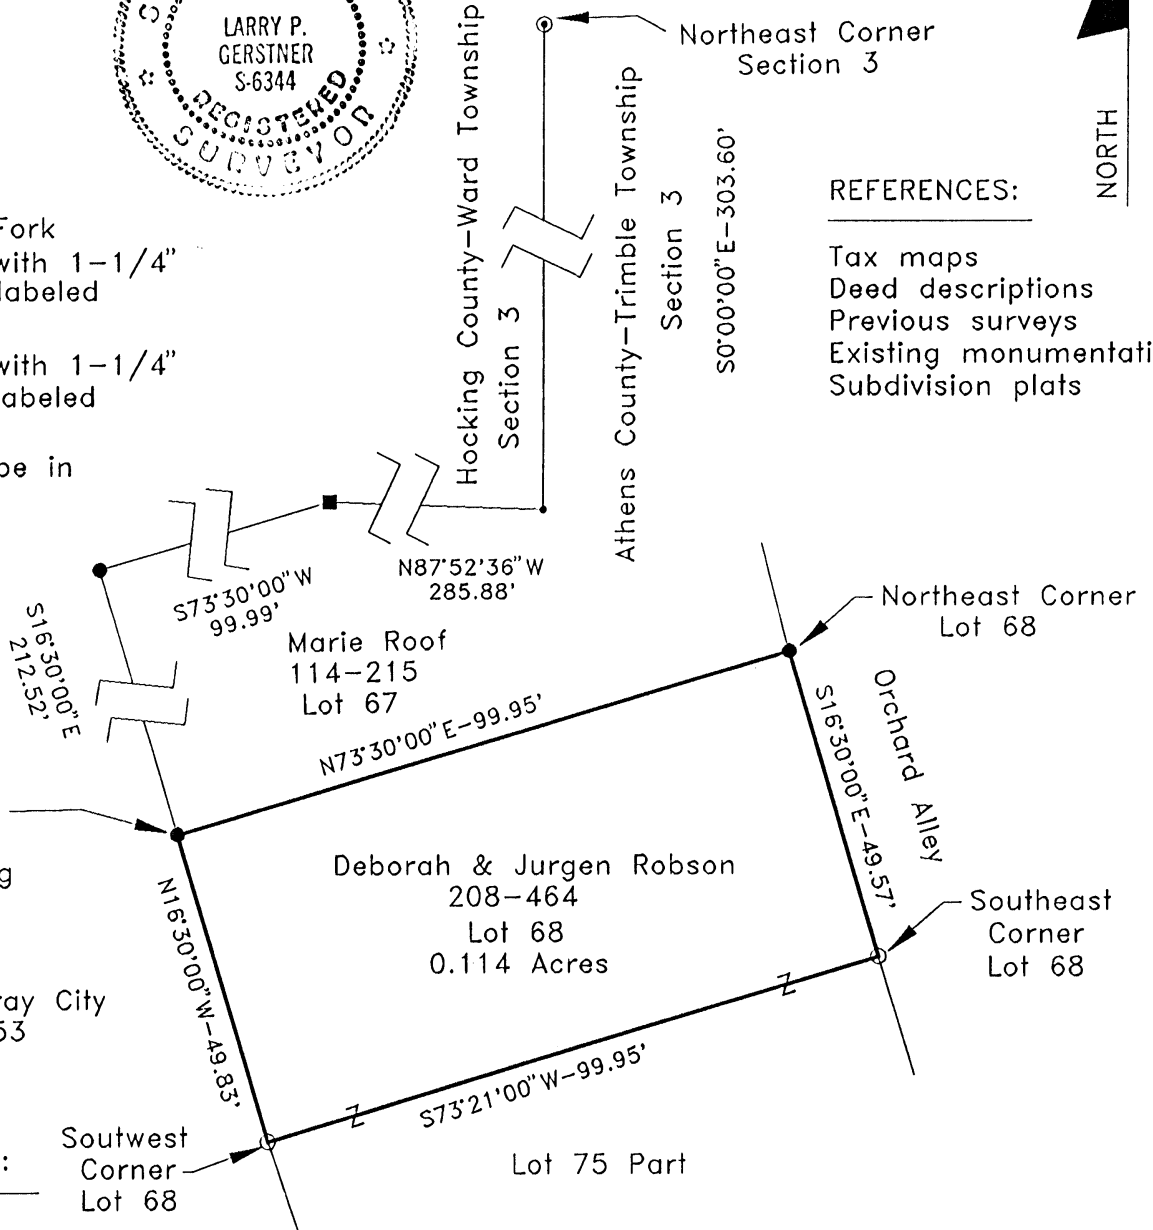 LARRY P.
GERSTNER
S-6344
REGISTERED
SURVEYOR
Northeast Corner
Section 3
NORTH
Hocking County-Ward Township
Section 3
Athens County-Trimble Township
Section 3
S0°00'00"E-303.60'
REFERENCES:
Tax maps
Deed descriptions
Previous surveys
Existing monumentati
Subdivision plats
Fork
with 1-1/4"
labeled
with 1-1/4"
labeled
pe in
S73°30'00"W
99.99'
N87°52'36"W
285.88'
S16°30'00"E
212.52'
Marie Roof
114-215
Lot 67
Northeast Corner
Lot 68
N73°30'00"E-99.95'
S16°30'00"E-49.57'
Orchard Alley
Deborah & Jurgen Robson
208-464
Lot 68
0.114 Acres
g
N16°30'00"W-49.83'
Southeast
Corner
Lot 68
ray City
53
S73°21'00"W-99.95'
Soutwest
Corner
Lot 68
:
Lot 75 Part